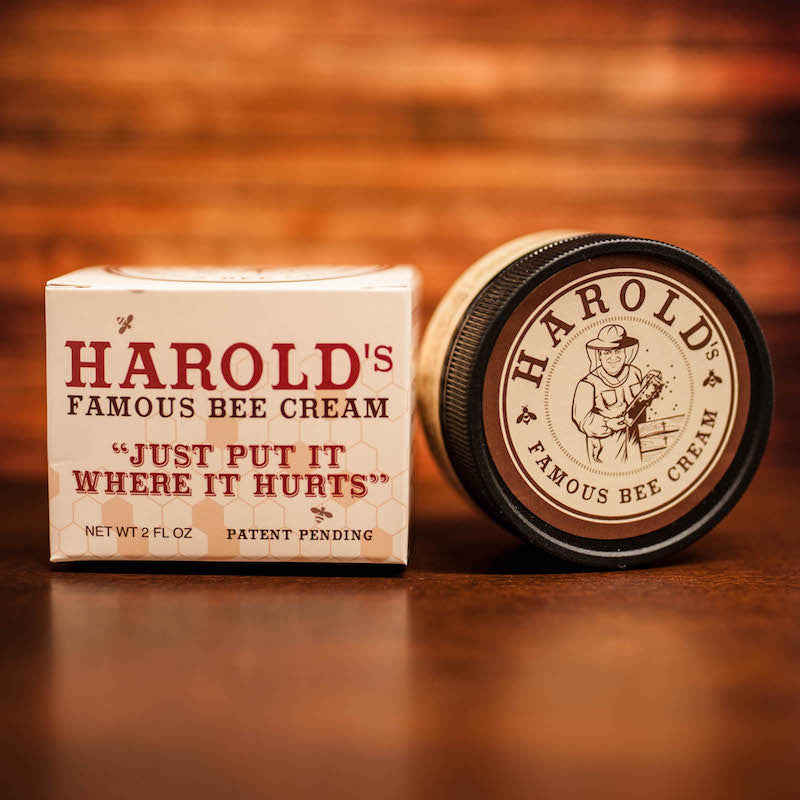 HAROLD's
FAMOUS BEE CREAM
“JUST PUT IT
WHERE IT HURTS”
NET WT 2 FL OZ PATENT PENDING
HAROLD's
FAMOUS BEE CREAM